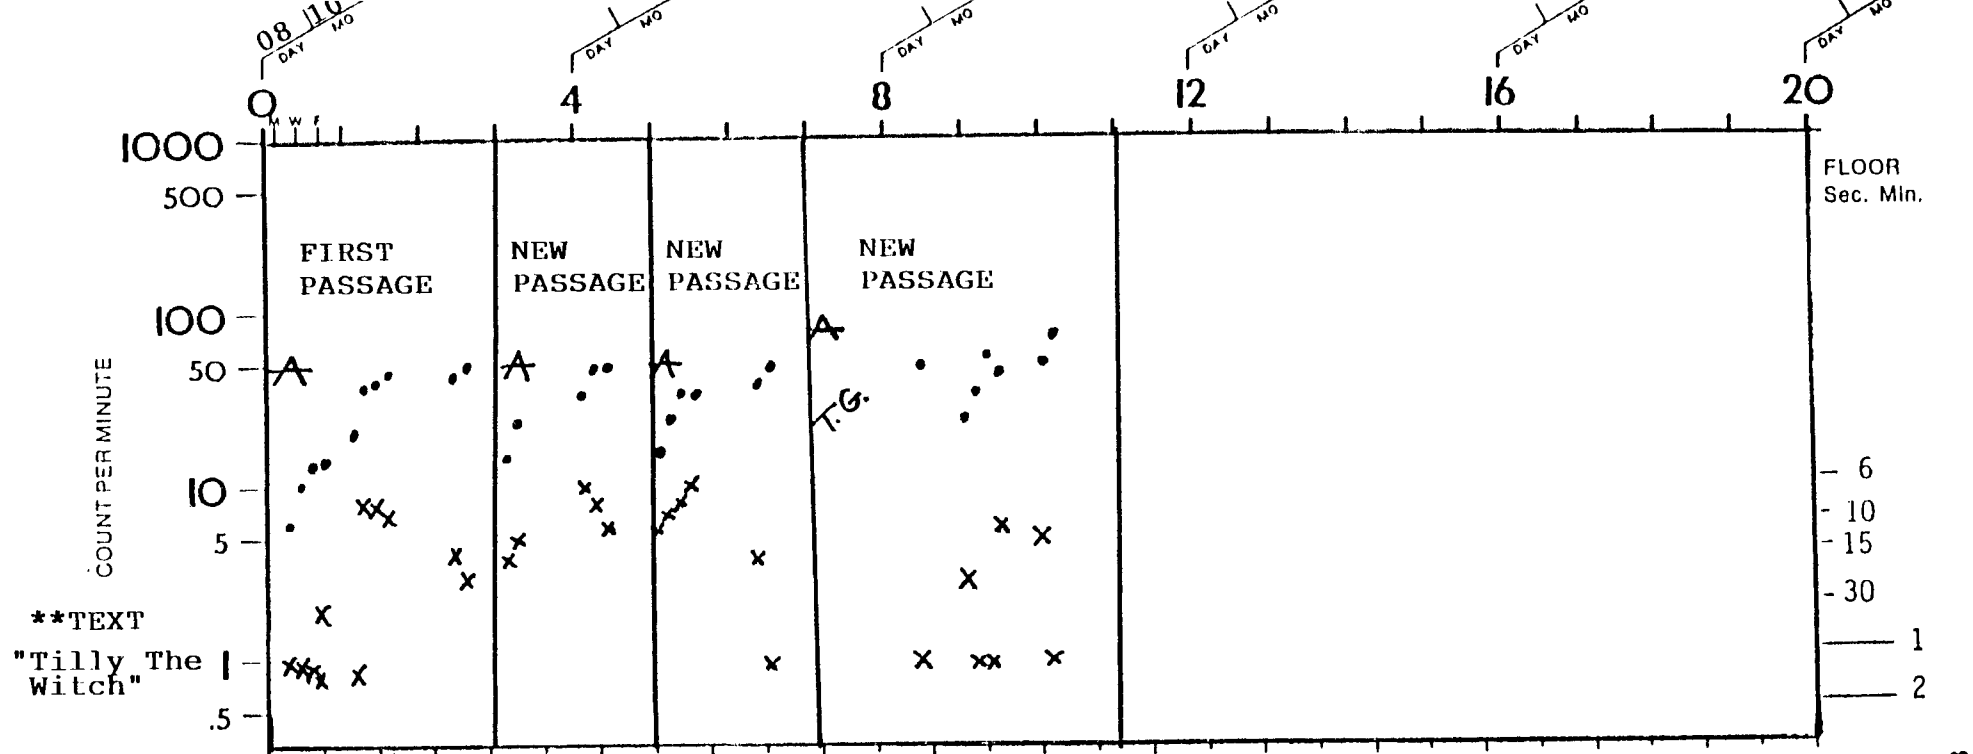 08 10
DAY MO
DAY MO
DAY MO
DAY MO
DAY MO
DAY MO
0 4 8 12 16 20
M W F
1000
500
100
50
10
5
1
.5
COUNT PER MINUTE
FIRST
PASSAGE
NEW
PASSAGE
NEW
PASSAGE
NEW
PASSAGE
A
A
A
A
T.G.
FLOOR
Sec. Min.
6
10
15
30
1
2
**TEXT
"Tilly The
Witch"